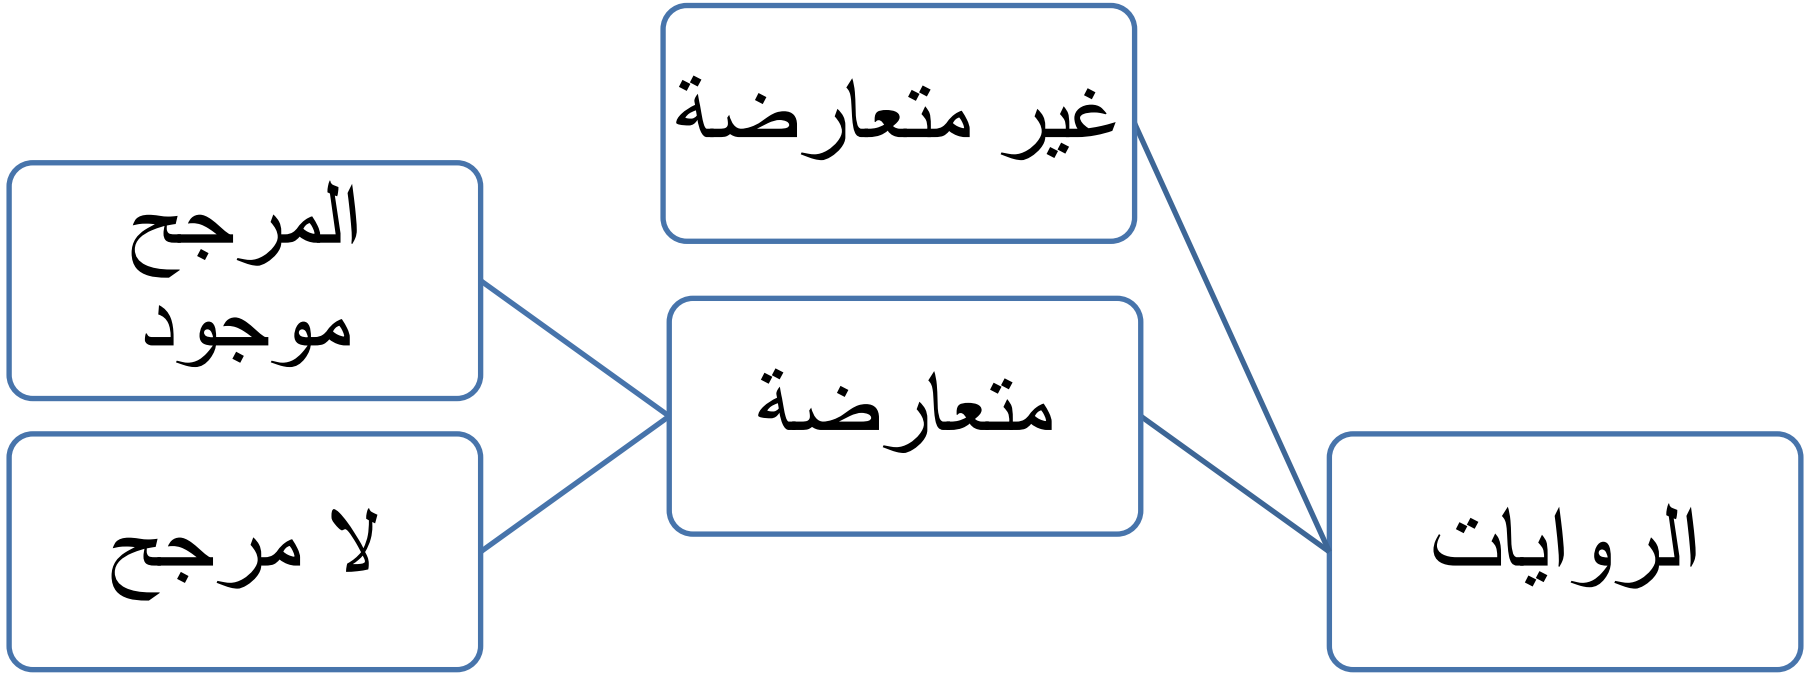 الروايات
غير متعارضة
متعارضة
المرجح
موجود
لا مرجح